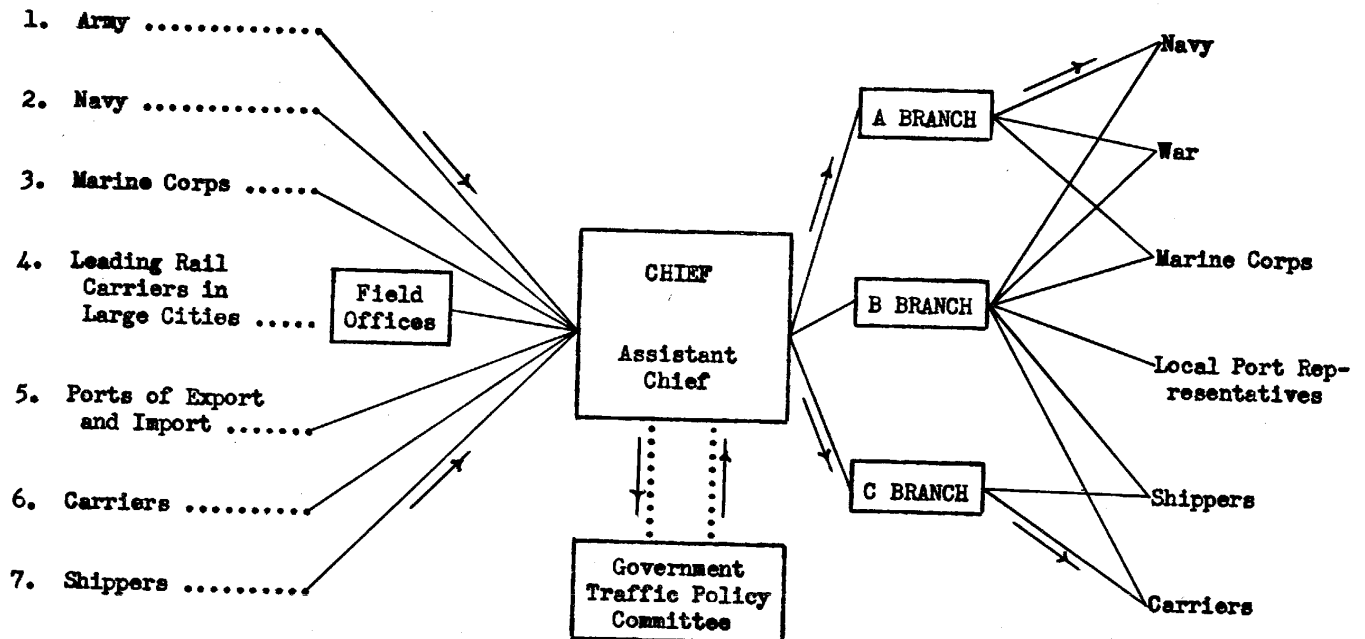 1. Army ..............
2. Navy .............
3. Marine Corps ......
4. Leading Rail
Carriers in
Large Cities .....
5. Ports of Export
and Import .......
6. Carriers ..........
7. Shippers ..........
Field
Offices
CHIEF
Assistant
Chief
Government
Traffic Policy
Committee
A BRANCH
B BRANCH
C BRANCH
Navy
War
Marine Corps
Local Port Rep-
resentatives
Shippers
Carriers